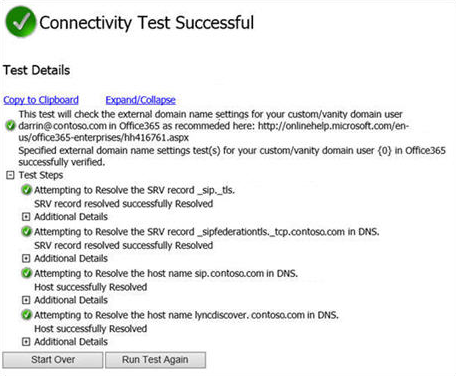 Connectivity Test Successful
Test Details
Copy to Clipboard Expand/Collapse
This test will check the external domain name settings for your custom/vanity domain user
darrin@contoso.com in Office365 as recommeded here: http://onlinehelp.microsoft.com/en-
us/office365-enterprises/hh416761.aspx
Specified external domain name settings test(s) for your custom/vanity domain user {0} in Office365
successfully verified.
Test Steps
Attempting to Resolve the SRV record _sip._tls.
SRV record resolved successfully Resolved
Additional Details
Attempting to Resolve the SRV record _sipfederationtls._tcp.contoso.com in DNS.
SRV record resolved successfully Resolved
Additional Details
Attempting to Resolve the host name sip.contoso.com in DNS.
Host successfully Resolved
Additional Details
Attempting to Resolve the host name lyncdiscover. contoso.com in DNS.
Host successfully Resolved
Additional Details
Start Over Run Test Again